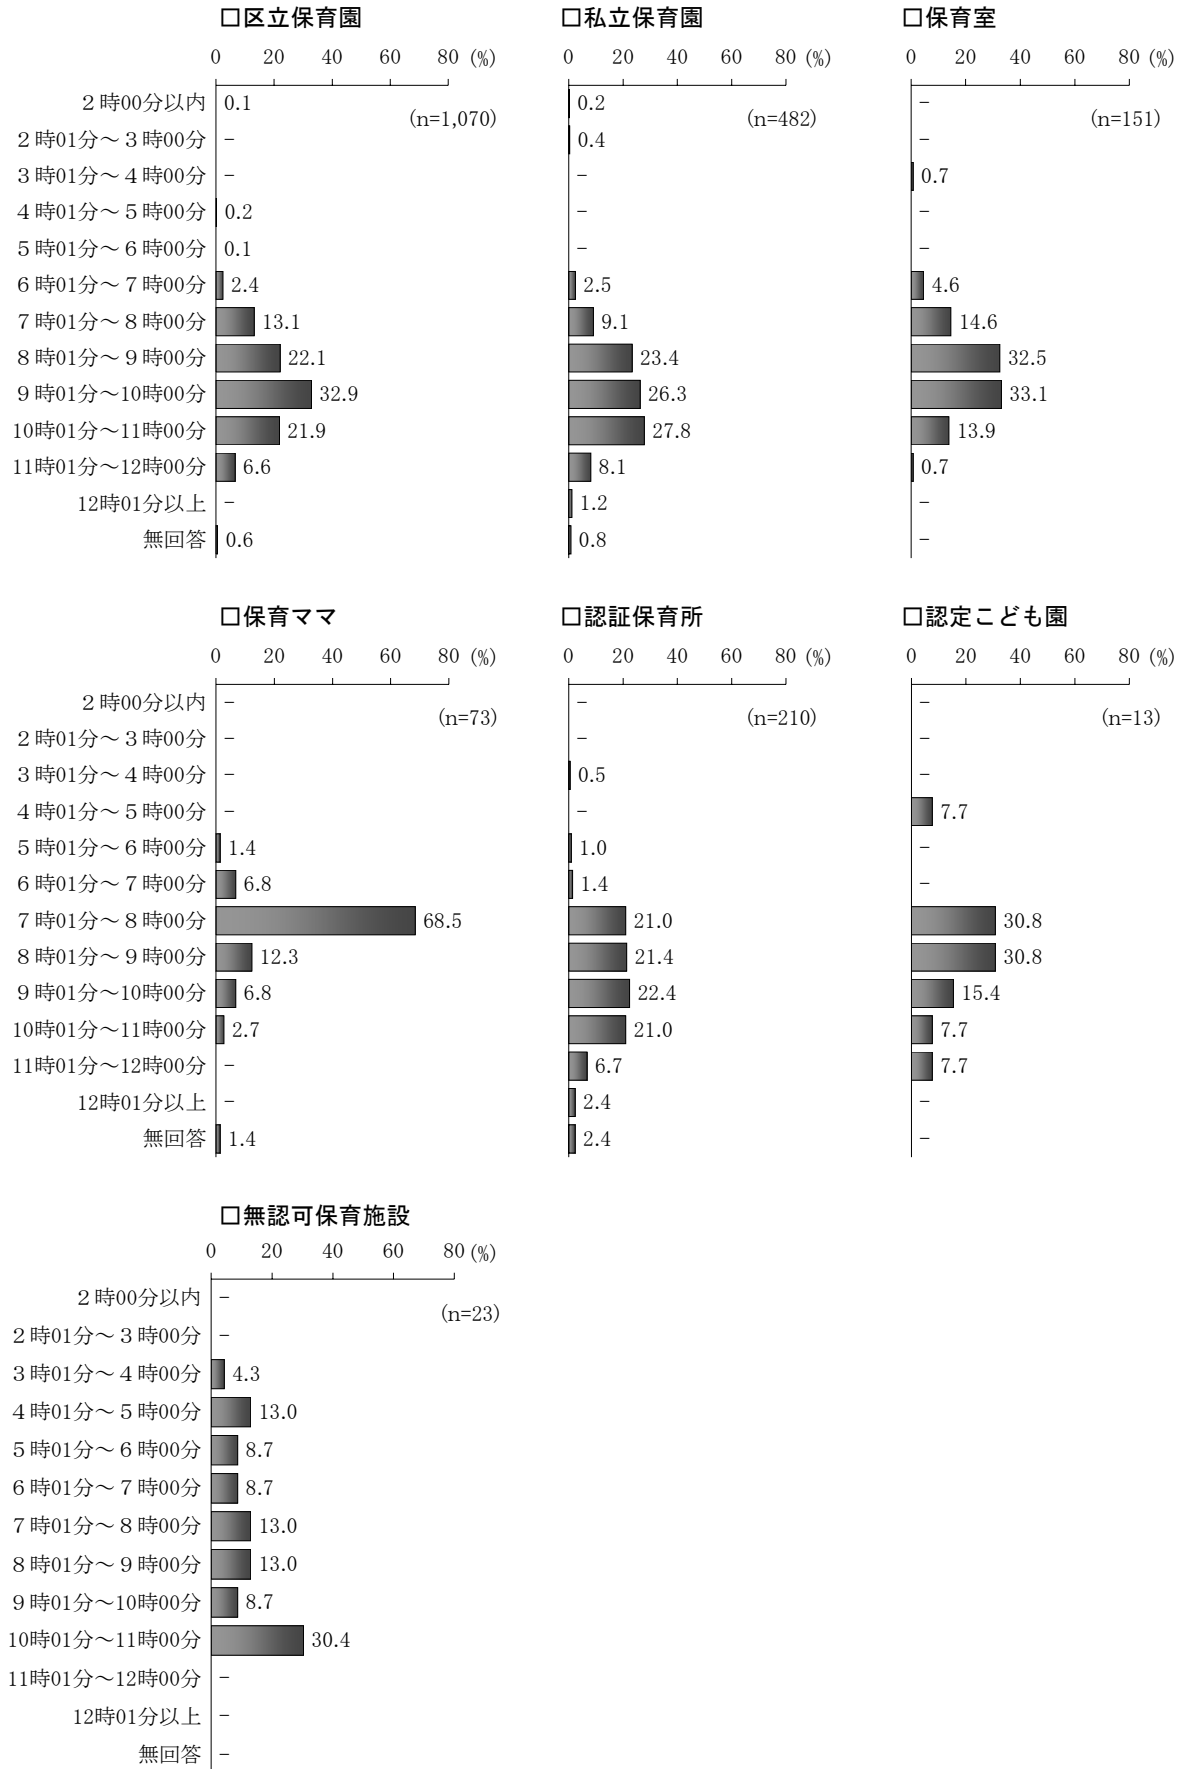 □区立保育園 □私立保育園 □保育室
0 20 40 60 80 (%) 0 20 40 60 80 (%) 0 20 40 60 80 (%)
２時00分以内 0.1 (n=1,070) 0.2 (n=482) － (n=151)
２時01分～３時00分 － 0.4 －
３時01分～４時00分 － － 0.7
４時01分～５時00分 0.2 － －
５時01分～６時00分 0.1 － －
６時01分～７時00分 2.4 2.5 4.6
７時01分～８時00分 13.1 9.1 14.6
８時01分～９時00分 22.1 23.4 32.5
９時01分～10時00分 32.9 26.3 33.1
10時01分～11時00分 21.9 27.8 13.9
11時01分～12時00分 6.6 8.1 0.7
12時01分以上 － 1.2 －
無回答 0.6 0.8 －
□保育ママ □認証保育所 □認定こども園
0 20 40 60 80 (%) 0 20 40 60 80 (%) 0 20 40 60 80 (%)
２時00分以内 － (n=73) － (n=210) － (n=13)
２時01分～３時00分 － － －
３時01分～４時00分 － 0.5 －
４時01分～５時00分 － － 7.7
５時01分～６時00分 1.4 1.0 －
６時01分～７時00分 6.8 1.4 －
７時01分～８時00分 68.5 21.0 30.8
８時01分～９時00分 12.3 21.4 30.8
９時01分～10時00分 6.8 22.4 15.4
10時01分～11時00分 2.7 21.0 7.7
11時01分～12時00分 － 6.7 7.7
12時01分以上 － 2.4 －
無回答 1.4 2.4 －
□無認可保育施設
0 20 40 60 80 (%)
２時00分以内 － (n=23)
２時01分～３時00分 －
３時01分～４時00分 4.3
４時01分～５時00分 13.0
５時01分～６時00分 8.7
６時01分～７時00分 8.7
７時01分～８時00分 13.0
８時01分～９時00分 13.0
９時01分～10時00分 8.7
10時01分～11時00分 30.4
11時01分～12時00分 －
12時01分以上 －
無回答 －